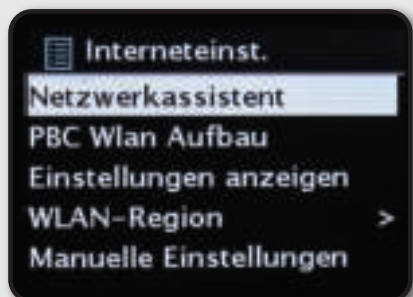 Interneteinst.
Netzwerkassistent
PBC Wlan Aufbau
Einstellungen anzeigen
WLAN-Region >
Manuelle Einstellungen